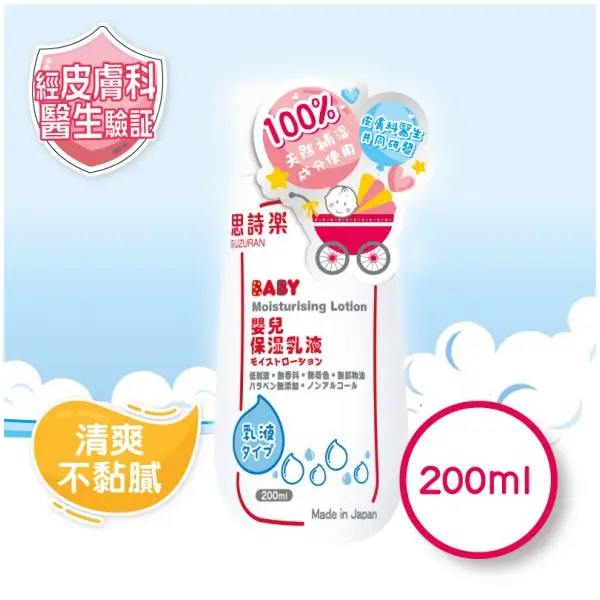 經皮膚科
醫生驗証
100%
天然補湿
成分使用
皮膚科醫生
共同研發
思詩楽
SUZURAN
BABY
Moisturising Lotion
嬰兒
保湿乳液
モイストローション
低刺激・無香料・無着色・無鉱物油
パラベン無添加・ノンアルコール
乳液
タイプ
200ml
Made in Japan
清爽
不黏膩
200ml